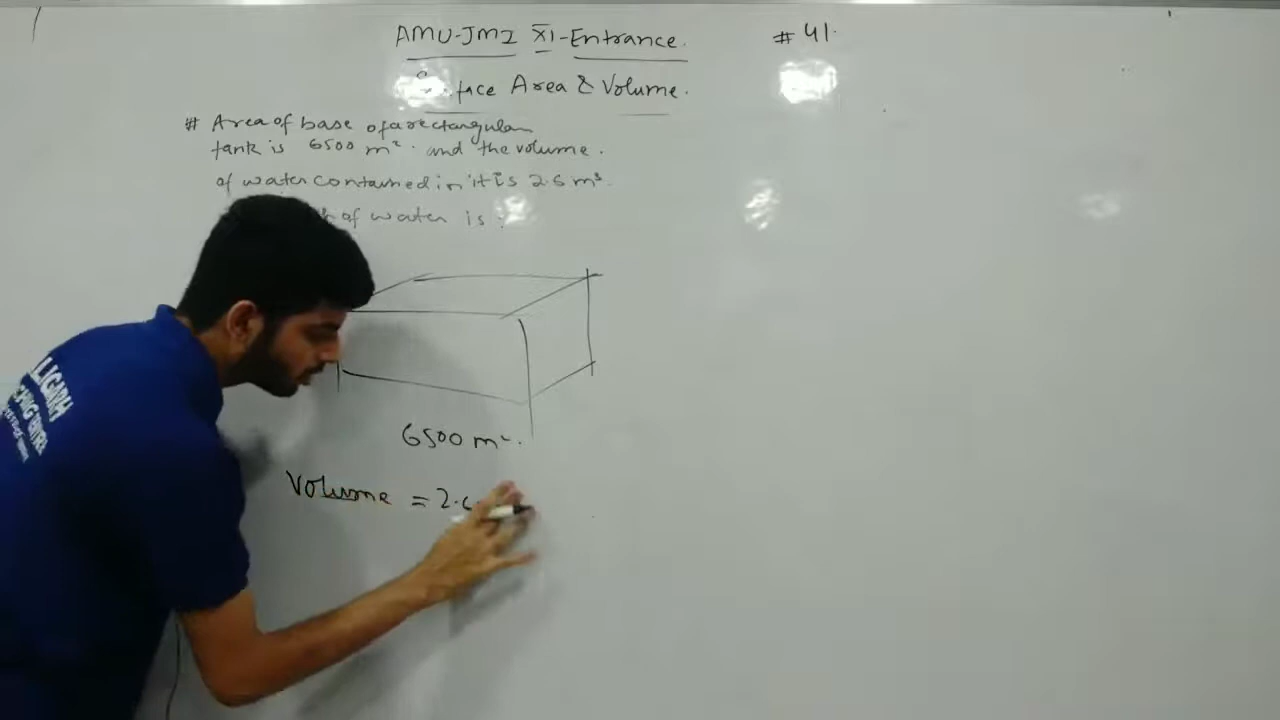 AMU-JMI XI-Entrance. # 41.
Area & Volume.
# Area of base of a rectangular
tank is 6500 m². and the volume.
of water contained in it is 2.6 m³.
of water is :
6500 m².
Volume = 2.